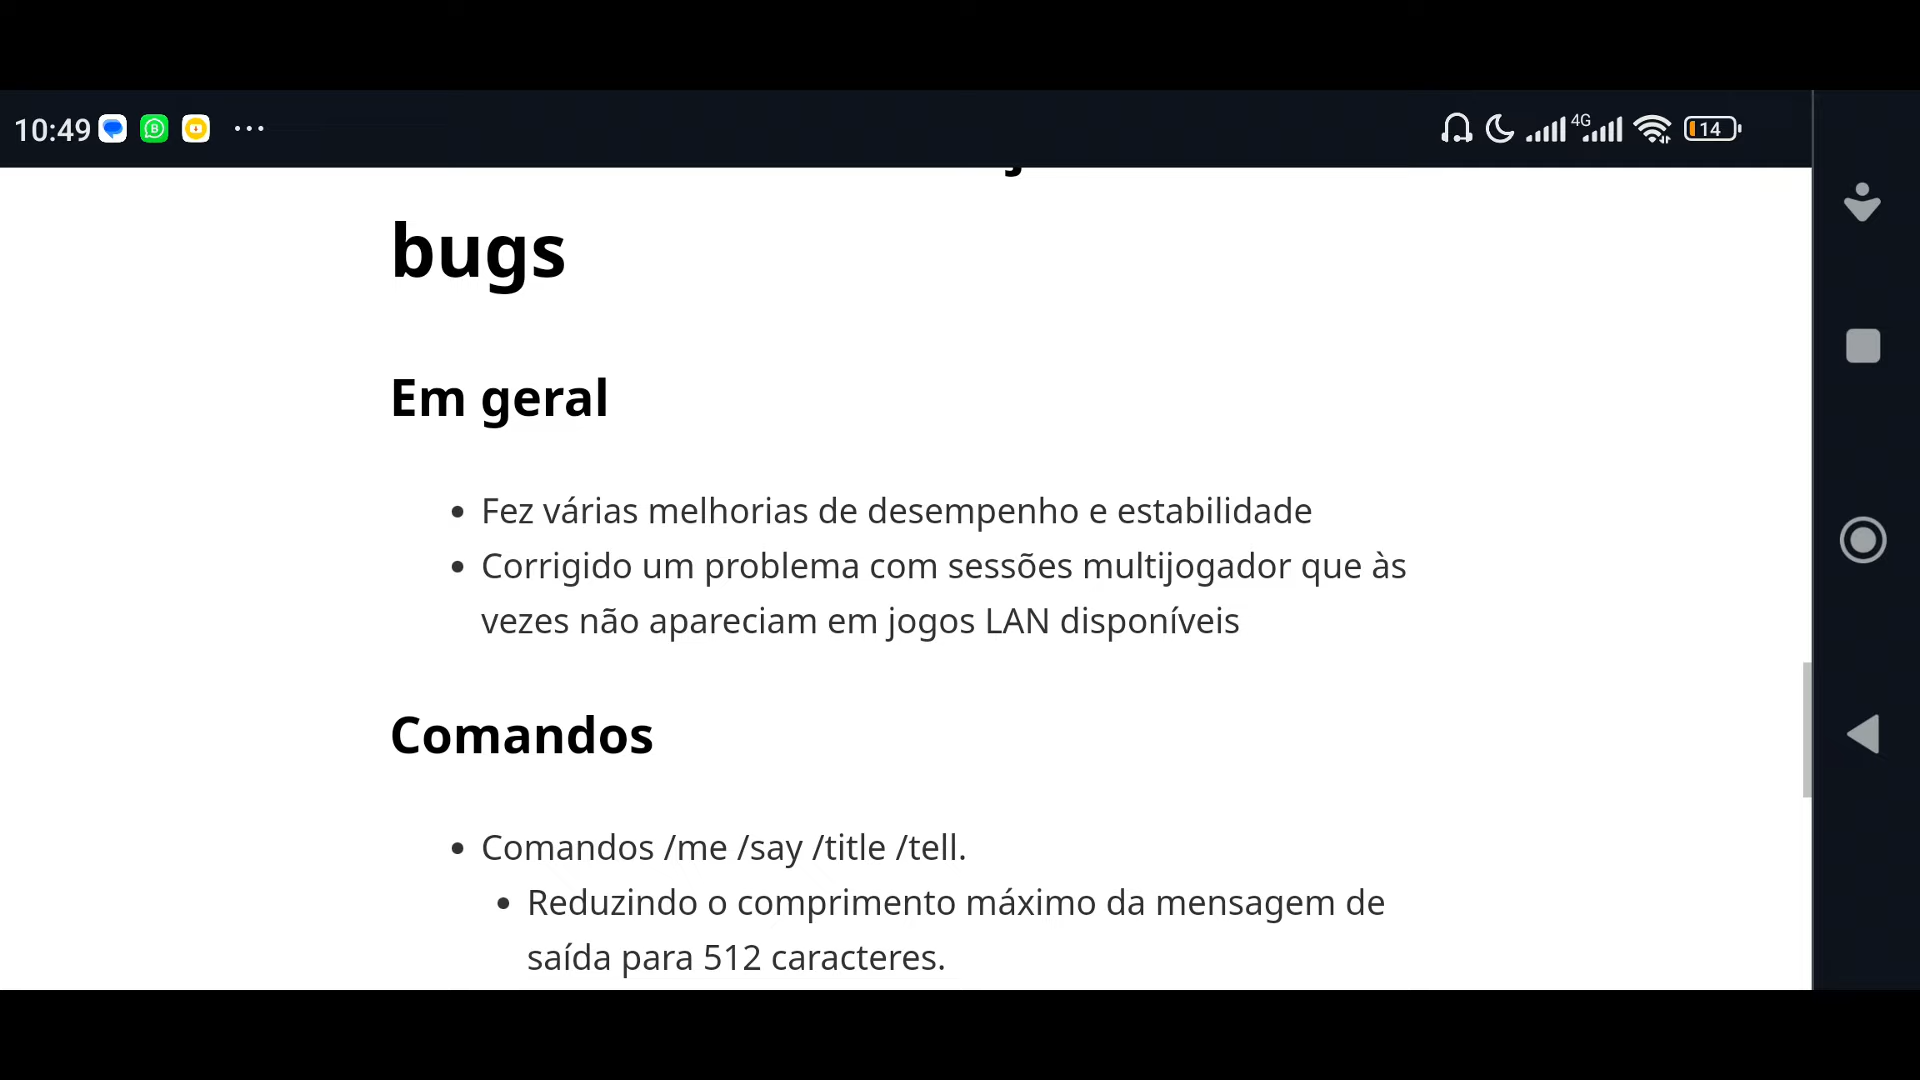 10:49
4G
14
bugs
Em geral
• Fez várias melhorias de desempenho e estabilidade
• Corrigido um problema com sessões multijogador que às
vezes não apareciam em jogos LAN disponíveis
Comandos
• Comandos /me /say /title /tell.
• Reduzindo o comprimento máximo da mensagem de
saída para 512 caracteres.